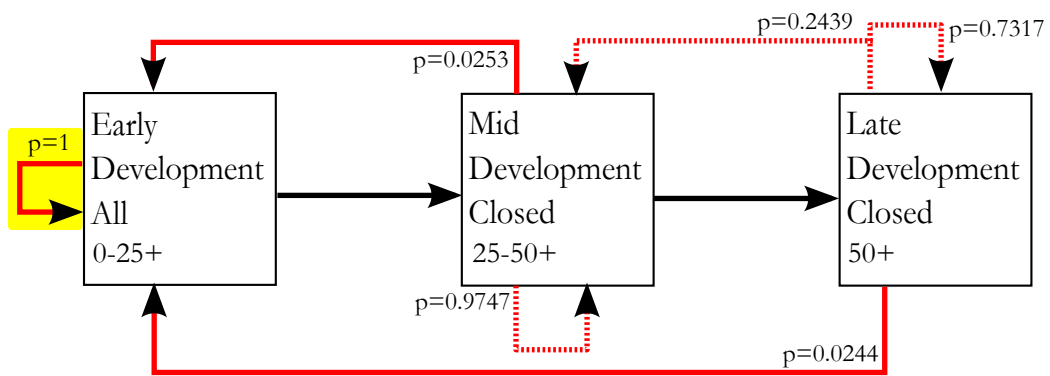 p=0.2439
p=0.7317
p=0.0253
Early
Development
All
0-25+
p=1
Mid
Development
Closed
25-50+
Late
Development
Closed
50+
p=0.9747
p=0.0244